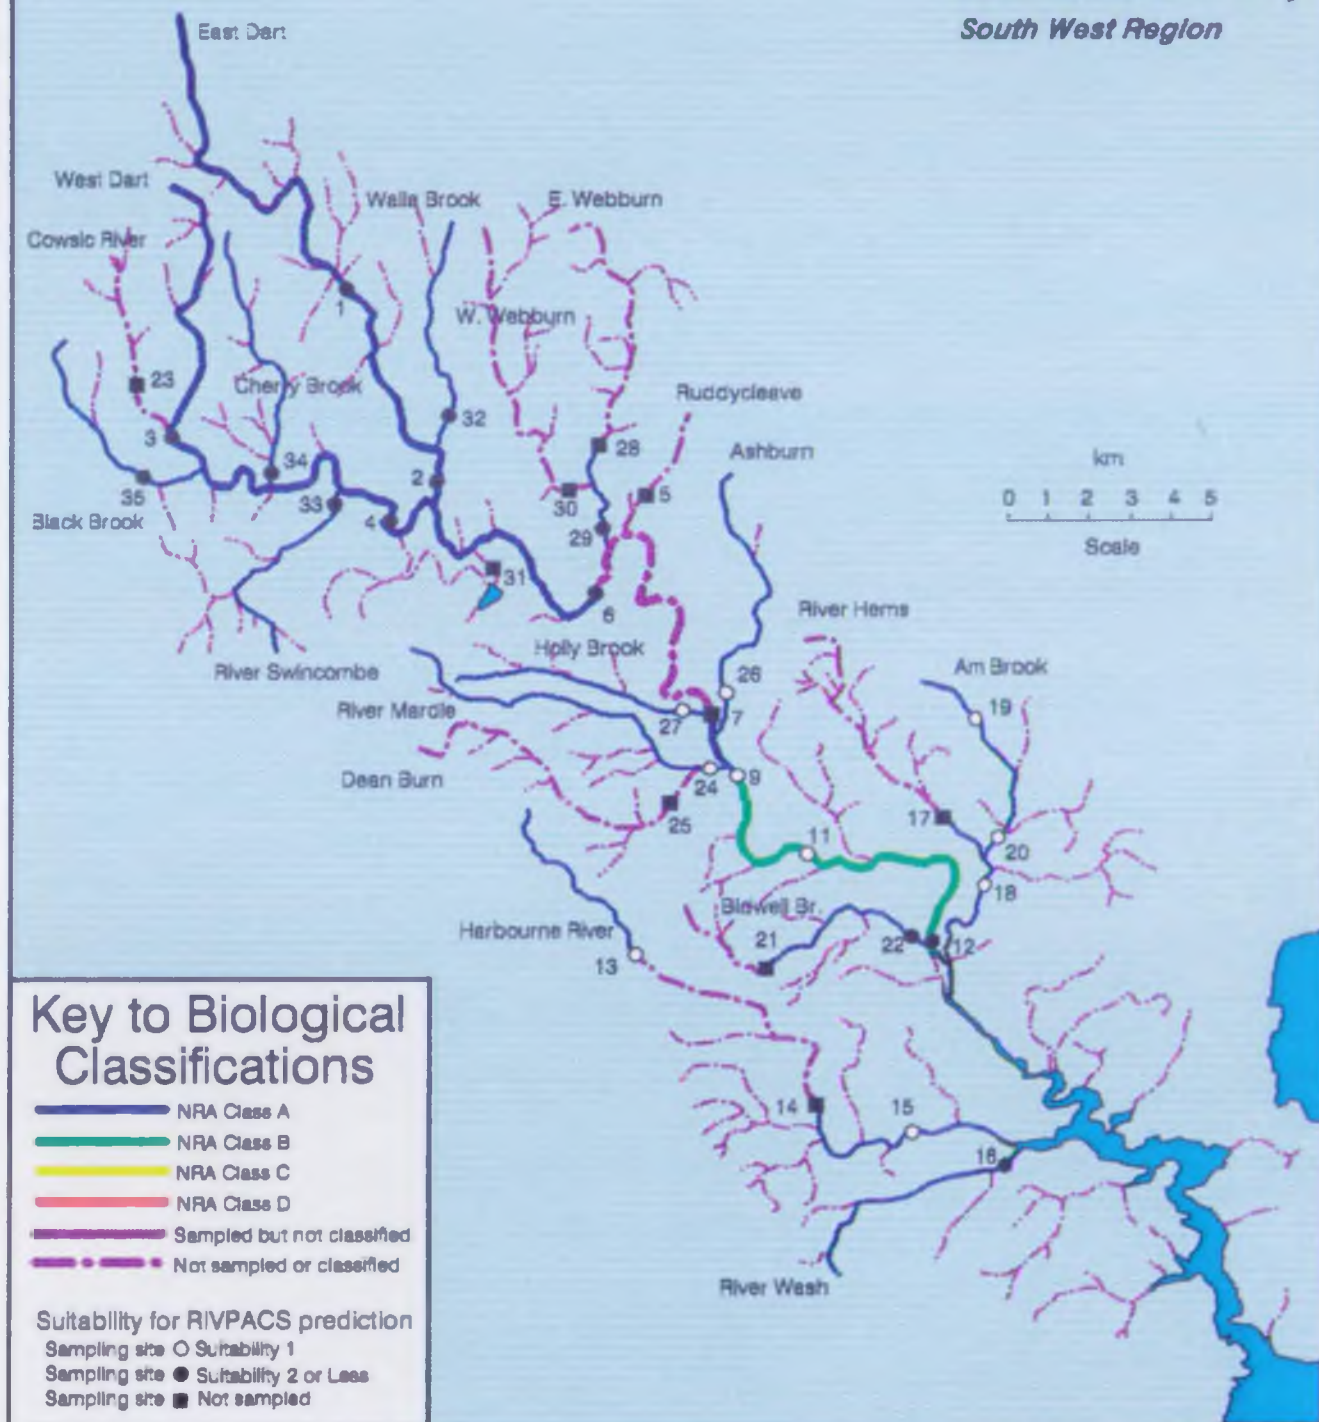 South West Region
East Dart
West Dart
Walla Brook
E. Webburn
Cowsic River
1
W. Webburn
23
Cherry Brook
Ruddycleave
32
3
28
Ashburn
34
km
35
33
2
30
5
0 1 2 3 4 5
Black Brook
4
29
Scale
31
6
River Hems
Holly Brook
Am Brook
River Swincombe
26
River Mardle
27
7
19
Dean Burn
24
9
25
17
11
20
18
Bidwell Br.
Harbourne River
21
22
12
13
Key to Biological
Classifications
NRA Class A
NRA Class B
NRA Class C
NRA Class D
Sampled but not classified
Not sampled or classified
Suitability for RIVPACS prediction
Sampling site Suitability 1
Sampling site Suitability 2 or Less
Sampling site Not sampled
14
15
16
River Wash